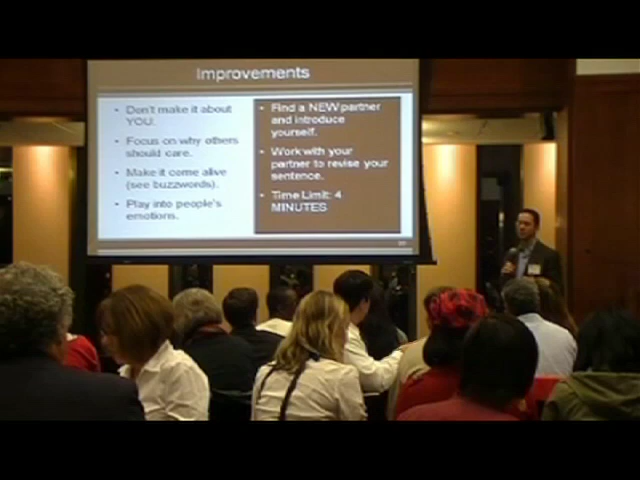 Improvements
Don't make it about
YOU.
Focus on why others
should care.
Make it come alive
(see buzzwords).
Play into people's
emotions.
Find a NEW partner
and introduce
yourself.
Work with your
partner to revise your
sentence.
Time Limit: 4
MINUTES